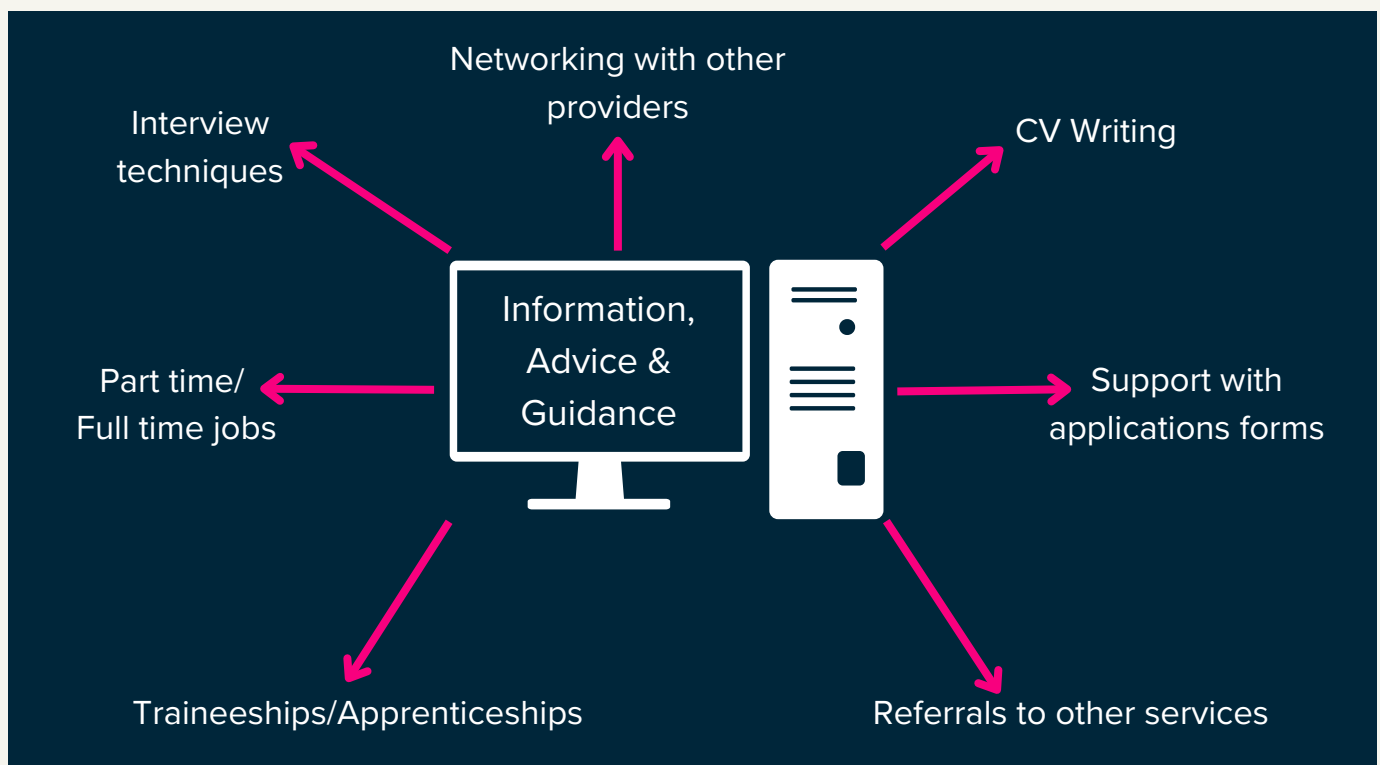 Networking with other
providers
Interview
techniques
CV Writing
Information,
Advice &
Guidance
Part time/
Full time jobs
Support with
applications forms
Traineeships/Apprenticeships
Referrals to other services